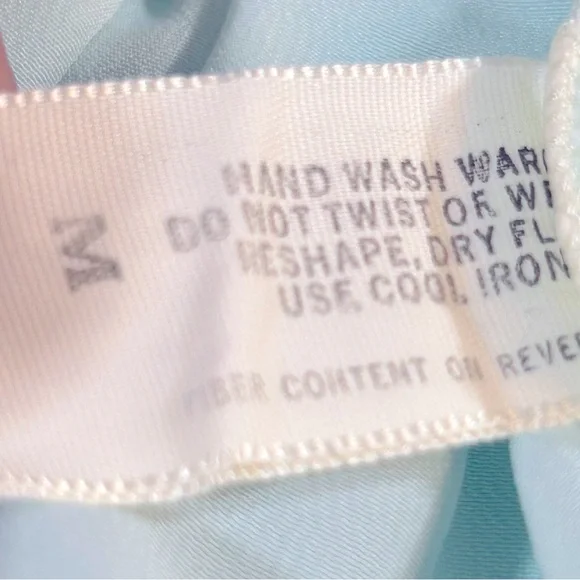 M
HAND WASH WAR
DO NOT TWIST OR W
RESHAPE, DRY FL
USE COOL IRON
FIBER CONTENT ON REVE